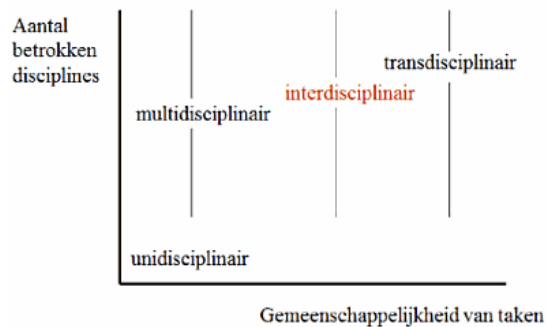 Aantal
betrokken
disciplines
transdisciplinair
interdisciplinair
multidisciplinair
unidisciplinair
Gemeenschappelijkheid van taken